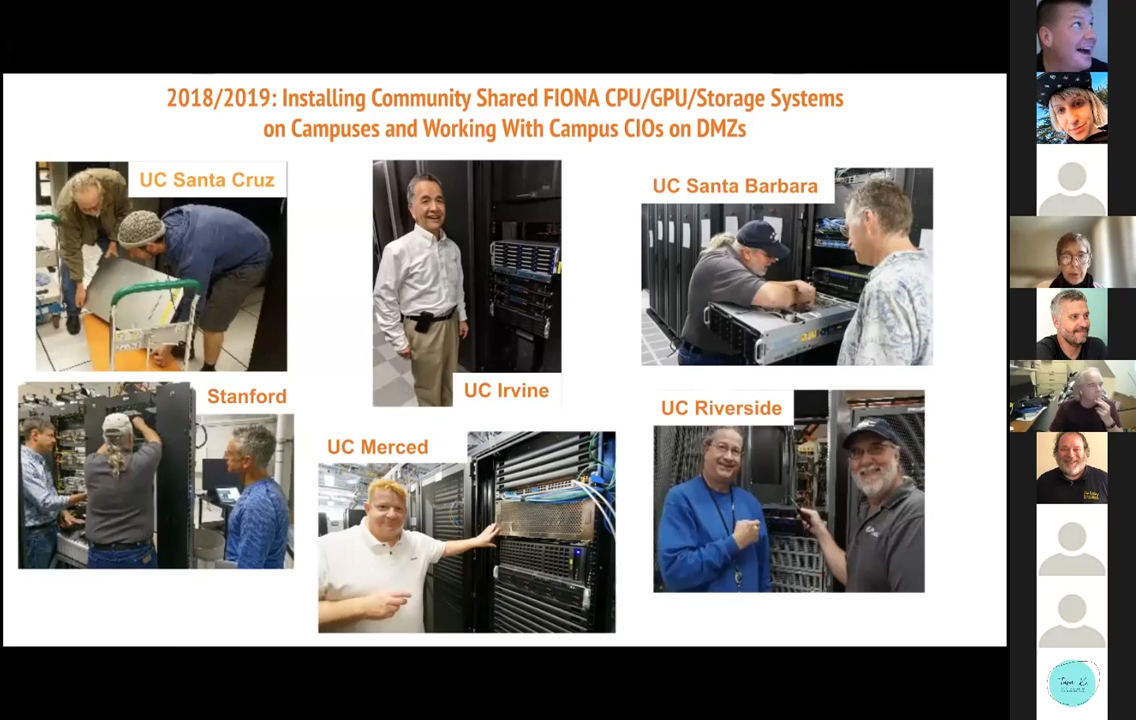 2018/2019: Installing Community Shared FIONA CPU/GPU/Storage Systems
on Campuses and Working With Campus CIOs on DMZs
UC Santa Cruz
UC Irvine
UC Santa Barbara
Stanford
UC Merced
UC Riverside